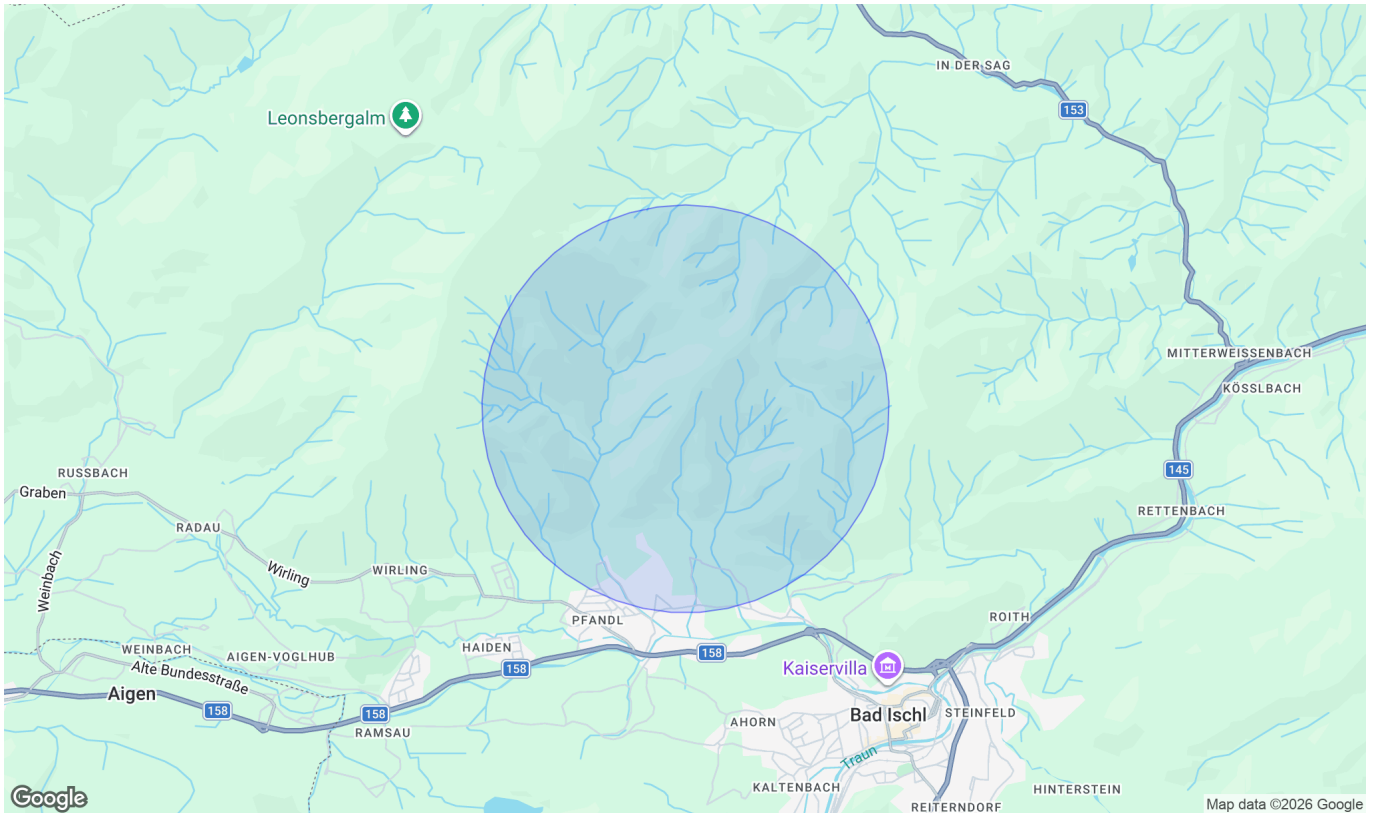 IN DER SAG
153
Leonsbergalm
MITTERWEISSENBACH
KÖSSLBACH
145
RUSSBACH
Graben
RETTENBACH
RADAU
Wirling
WIRLING
Weinbach
ROITH
PFANDL
HAIDEN
WEINBACH
AIGEN-VOGLHUB
158
158
Kaiservilla
Alte Bundesstraße
Aigen
158
158
Bad Ischl
STEINFELD
AHORN
RAMSAU
Traun
KALTENBACH
HINTERSTEIN
REITERNDORF
Google
Map data ©2026 Google